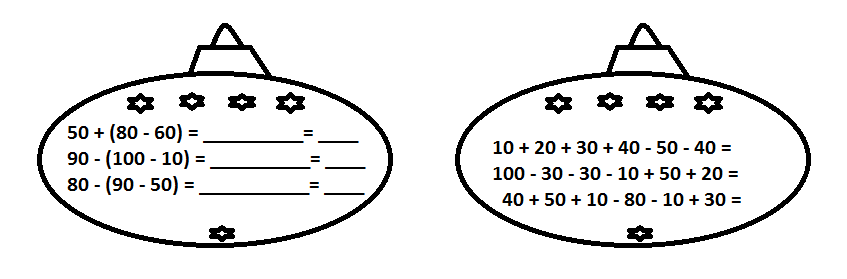 50 + (80 - 60) = __________= ____
90 - (100 - 10) = __________= ____
80 - (90 - 50) = ___________= ____
10 + 20 + 30 + 40 - 50 - 40 =
100 - 30 - 30 - 10 + 50 + 20 =
40 + 50 + 10 - 80 - 10 + 30 =